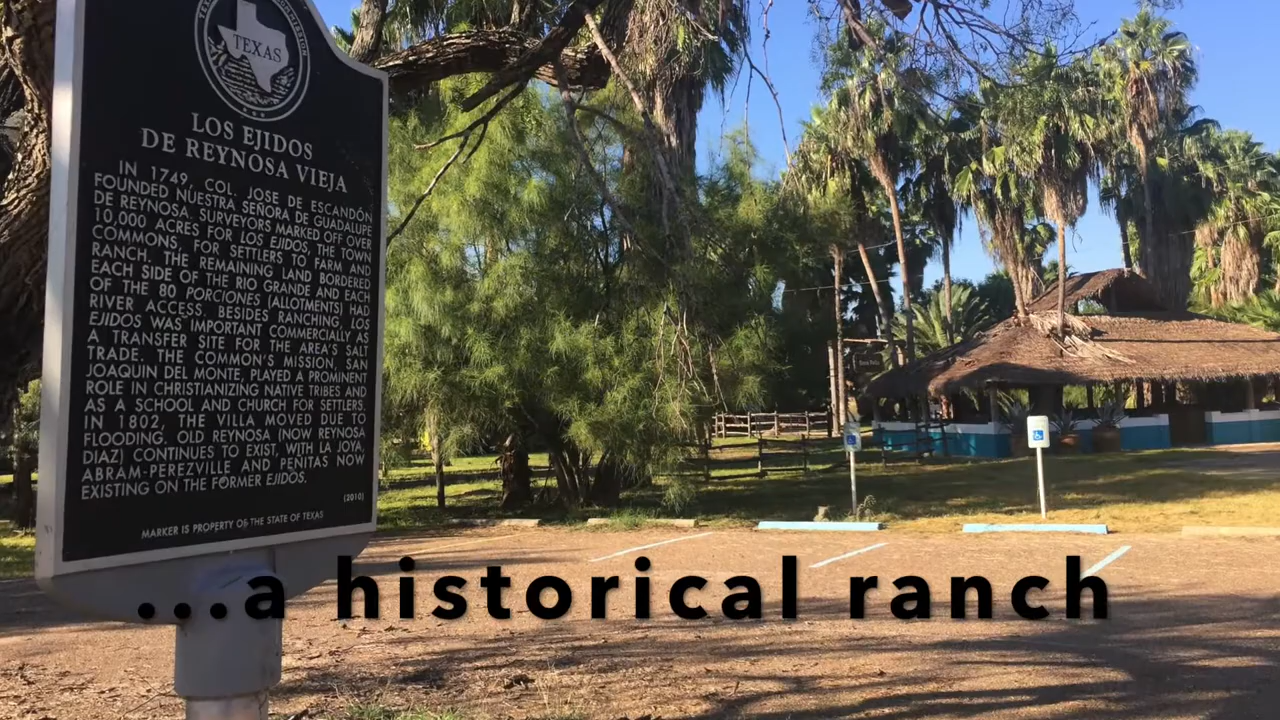 TEXAS
LOS EJIDOS
DE REYNOSA VIEJA
IN 1749, COL. JOSE DE ESCANDÓN
FOUNDED NUESTRA SEÑORA DE GUADALUPE
DE REYNOSA. SURVEYORS MARKED OFF OVER
10,000 ACRES FOR LOS EJIDOS, THE TOWN
COMMONS, FOR SETTLERS TO FARM AND
RANCH. THE REMAINING LAND BORDERED
EACH SIDE OF THE RIO GRANDE AND EACH
OF THE 80 PORCIONES (ALLOTMENTS) HAD
RIVER ACCESS. BESIDES RANCHING, LOS
EJIDOS WAS IMPORTANT COMMERCIALLY AS
A TRANSFER SITE FOR THE AREA'S SALT
TRADE. THE COMMON'S MISSION, SAN
JOAQUIN DEL MONTE, PLAYED A PROMINENT
ROLE IN CHRISTIANIZING NATIVE TRIBES AND
AS A SCHOOL AND CHURCH FOR SETTLERS.
IN 1802, THE VILLA MOVED DUE TO
FLOODING. OLD REYNOSA (NOW REYNOSA
DIAZ) CONTINUES TO EXIST, WITH LA JOYA,
ABRAM-PEREZVILLE AND PEÑITAS NOW
EXISTING ON THE FORMER EJIDOS.
(2010)
MARKER IS PROPERTY OF THE STATE OF TEXAS
...a historical ranch